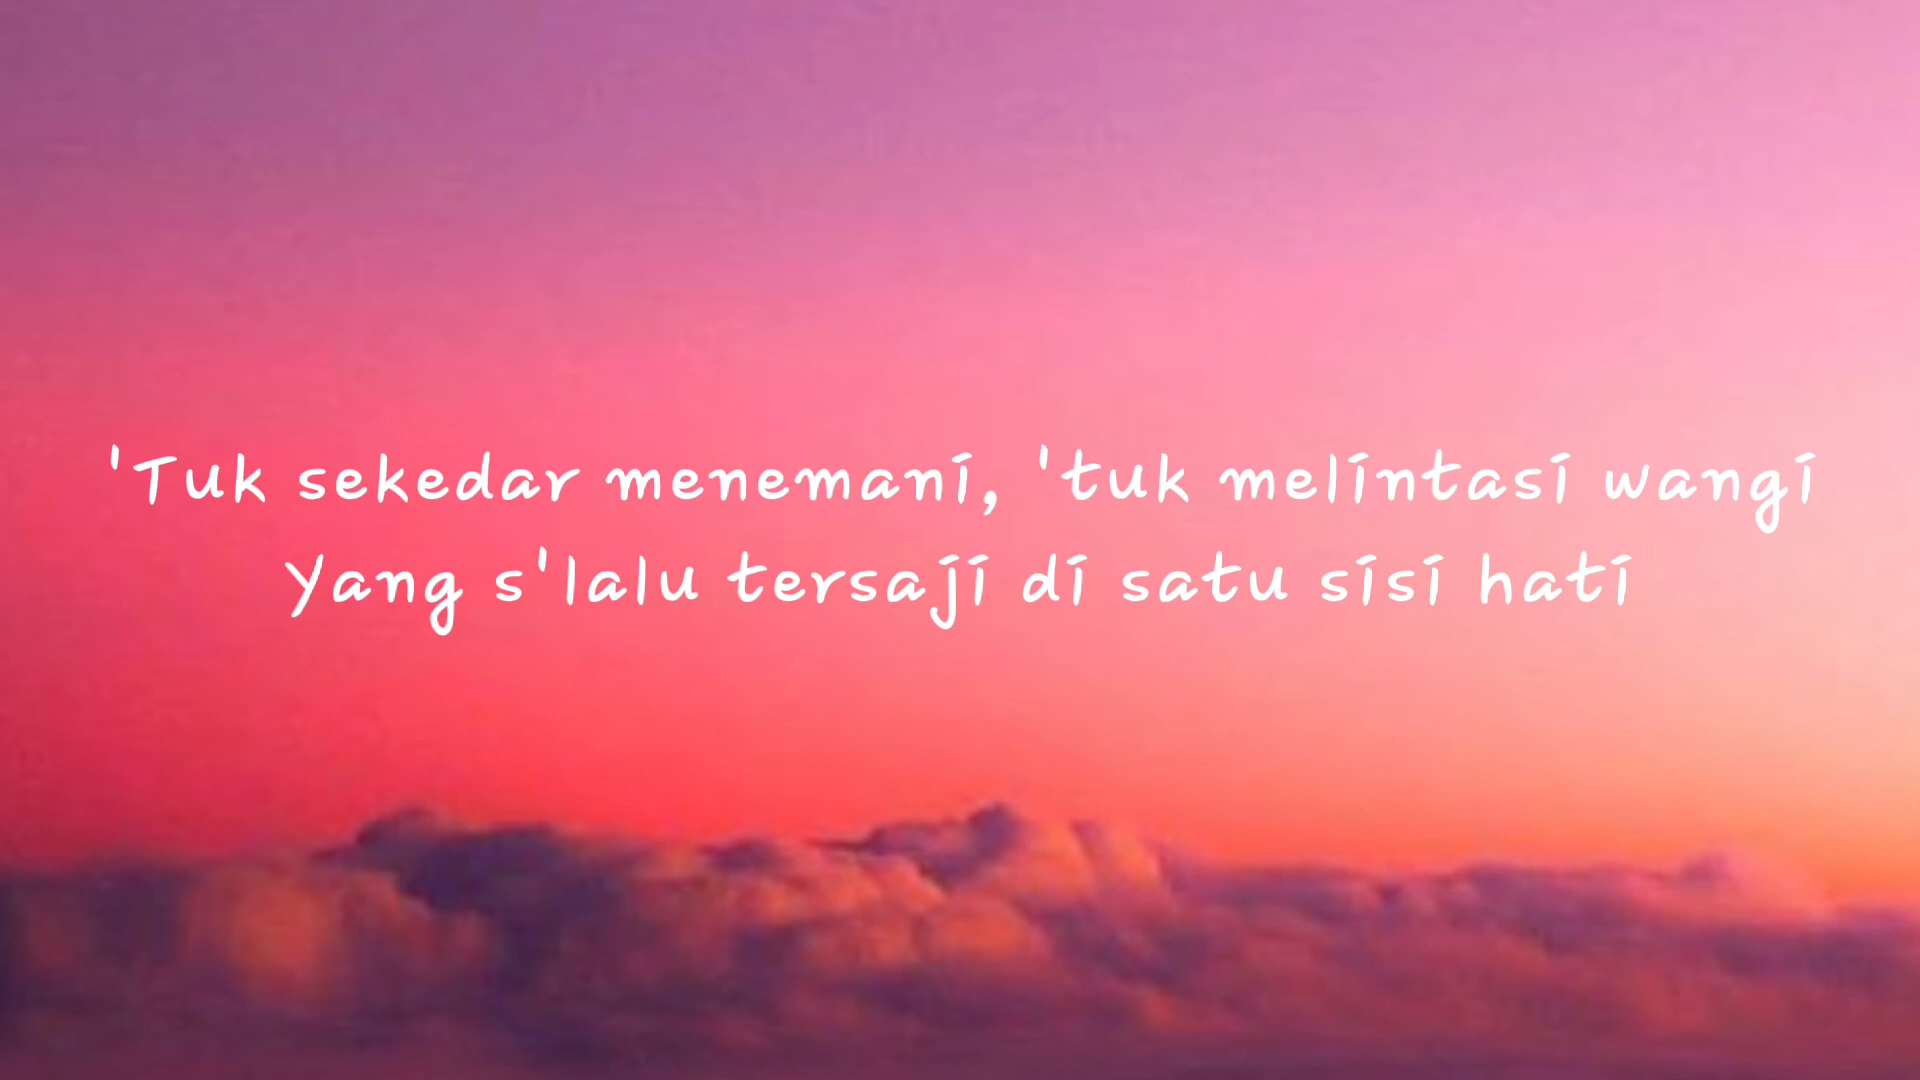 'Tuk sekedar menemani, 'tuk melintasi wangi
Yang s'lalu tersaji di satu sisi hati